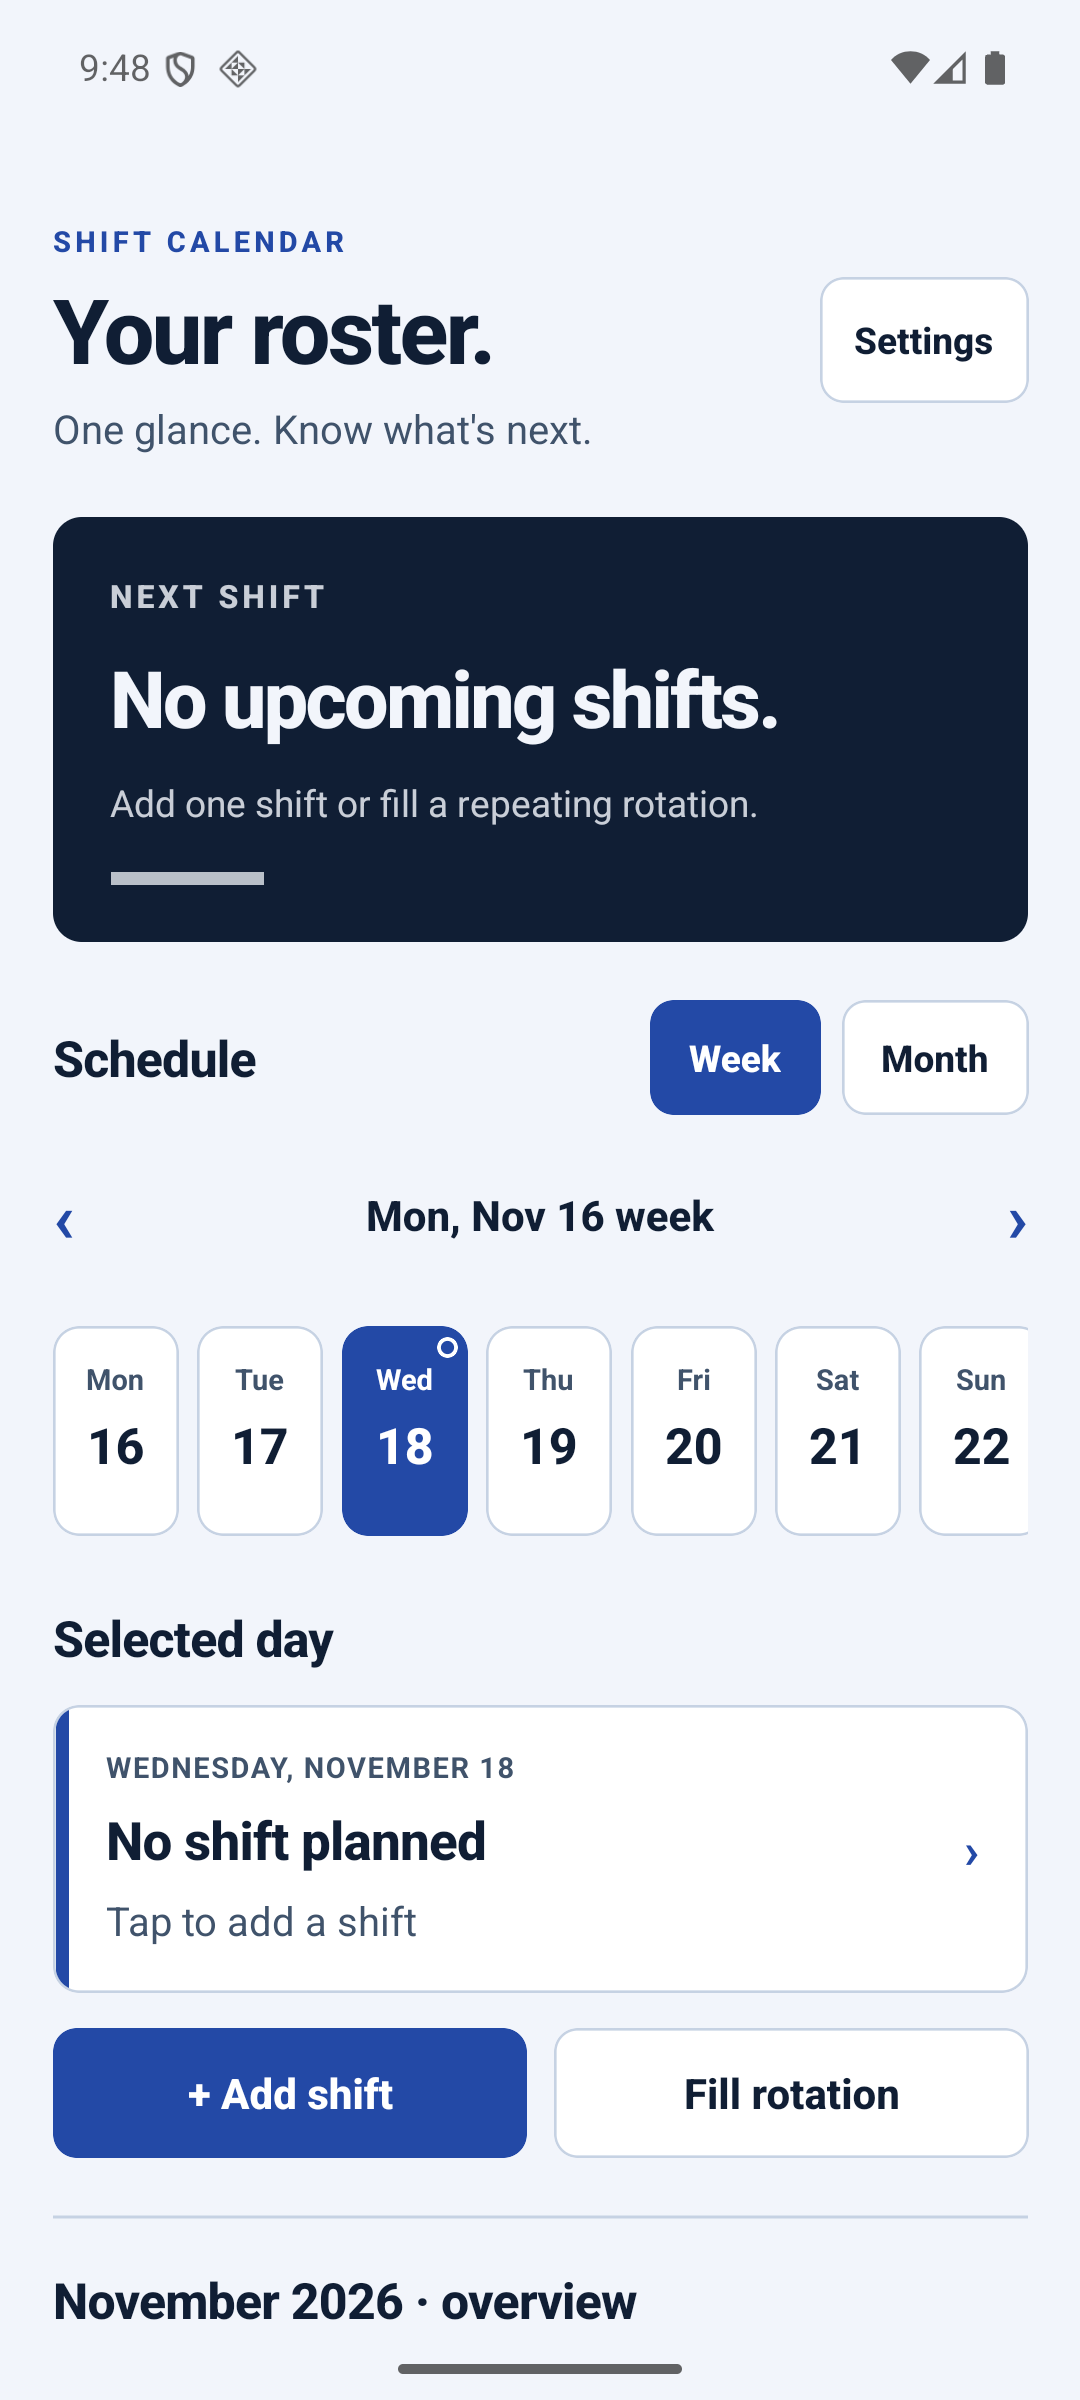 9:48
SHIFT CALENDAR
Your roster.
Settings
One glance. Know what's next.
NEXT SHIFT
No upcoming shifts.
Add one shift or fill a repeating rotation.
Schedule
Week
Month
‹
Mon, Nov 16 week
›
Mon
Tue
Wed
Thu
Fri
Sat
Sun
16
17
18
19
20
21
22
Selected day
WEDNESDAY, NOVEMBER 18
No shift planned
›
Tap to add a shift
+ Add shift
Fill rotation
November 2026 · overview